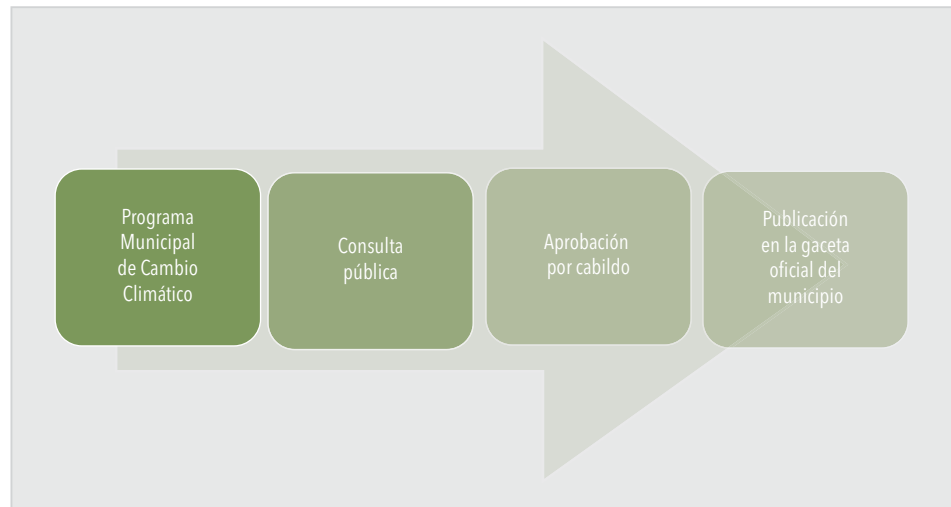 Programa
Municipal
de Cambio
Climático
Consulta
pública
Aprobación
por cabildo
Publicación
en la gaceta
oficial del
municipio